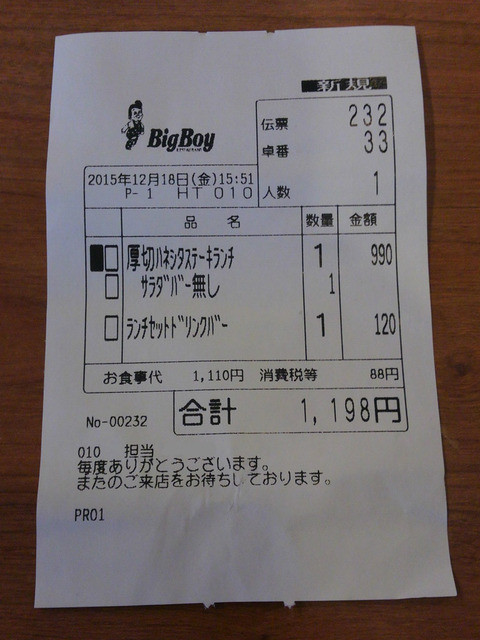 新規
伝票 232
卓番 33
人数 1
BigBoy
2015年12月18日(金)15:51
P- 1 HT 010
品 名 数量 金額
厚切ハネシタステーキランチ 1 990
サラダバー無し 1
ランチセットドリンクバー 1 120
お食事代 1,110円 消費税等 88円
No-00232 合計 1,198円
010 担当
毎度ありがとうございます。
またのご来店をお待ちしております。
PR01